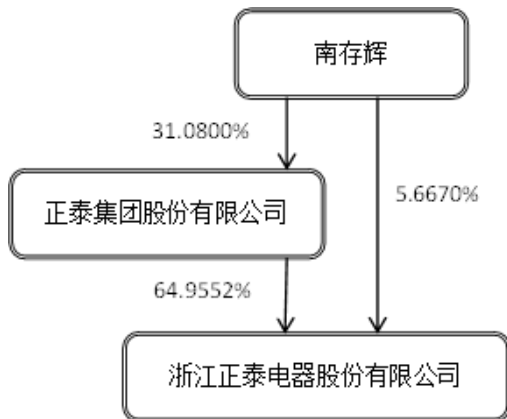 南存辉
31.0800%
5.6670%
正泰集团股份有限公司
64.9552%
浙江正泰电器股份有限公司